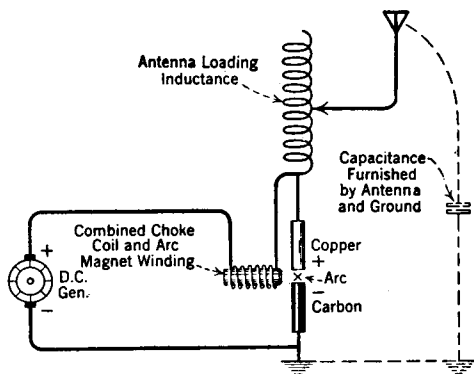 Antenna Loading
Inductance
Capacitance
Furnished
by Antenna
and Ground
Combined Choke
Coil and Arc
Magnet Winding
Copper
+
Arc
−
Carbon
+
D.C.
Gen.
−